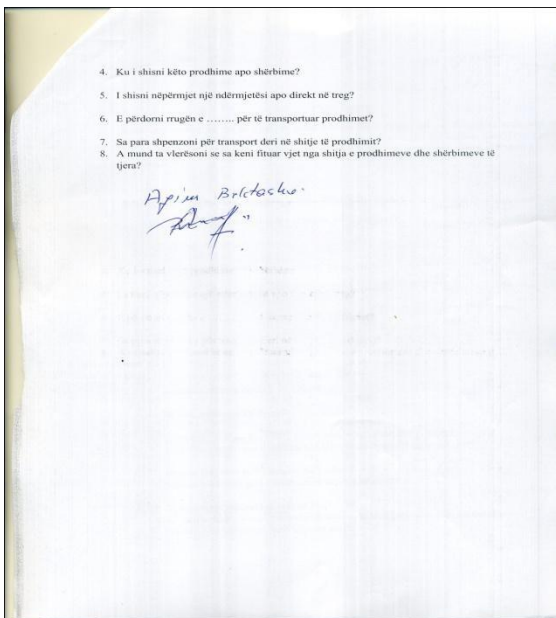 4. Ku i shisni këto prodhime apo shërbime?
5. I shisni nëpërmjet një ndërmjetësi apo direkt në treg?
6. E përdorni rrugën e ........ për të transportuar prodhimet?
7. Sa para shpenzoni për transport deri në shitje të prodhimit?
8. A mund ta vlerësoni se sa keni fituar vjet nga shitja e prodhimeve dhe shërbimeve të
tjera?